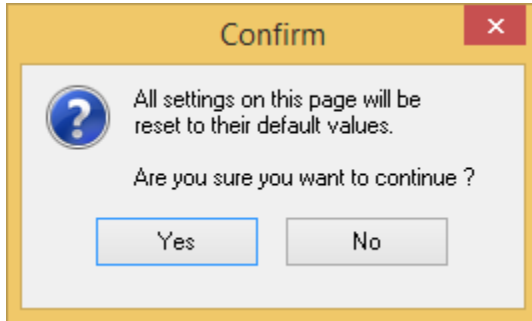 Confirm
All settings on this page will be
reset to their default values.
Are you sure you want to continue ?
Yes
No